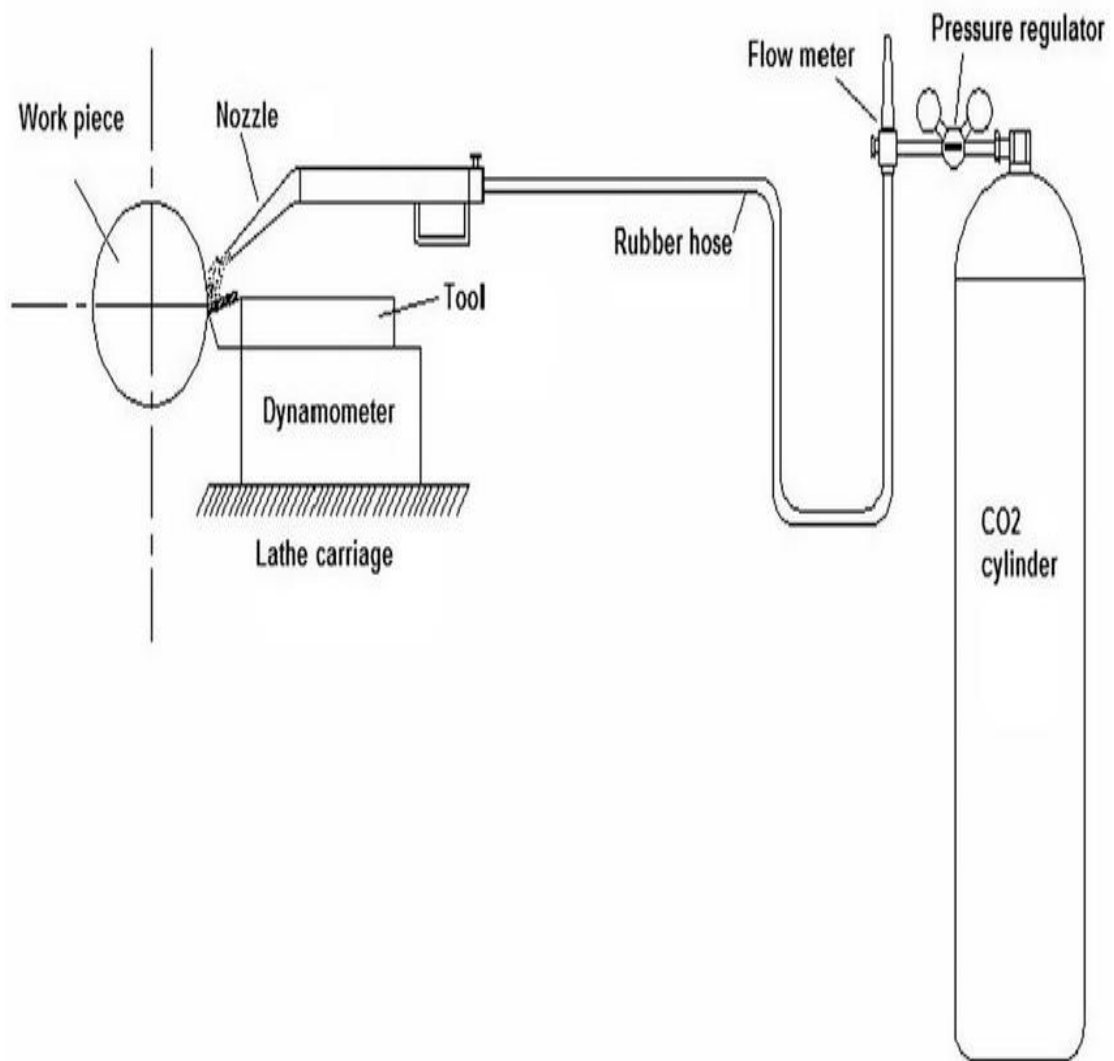 Pressure regulator
Flow meter
Work piece
Nozzle
Rubber hose
Tool
Dynamometer
Lathe carriage
CO2
cylinder